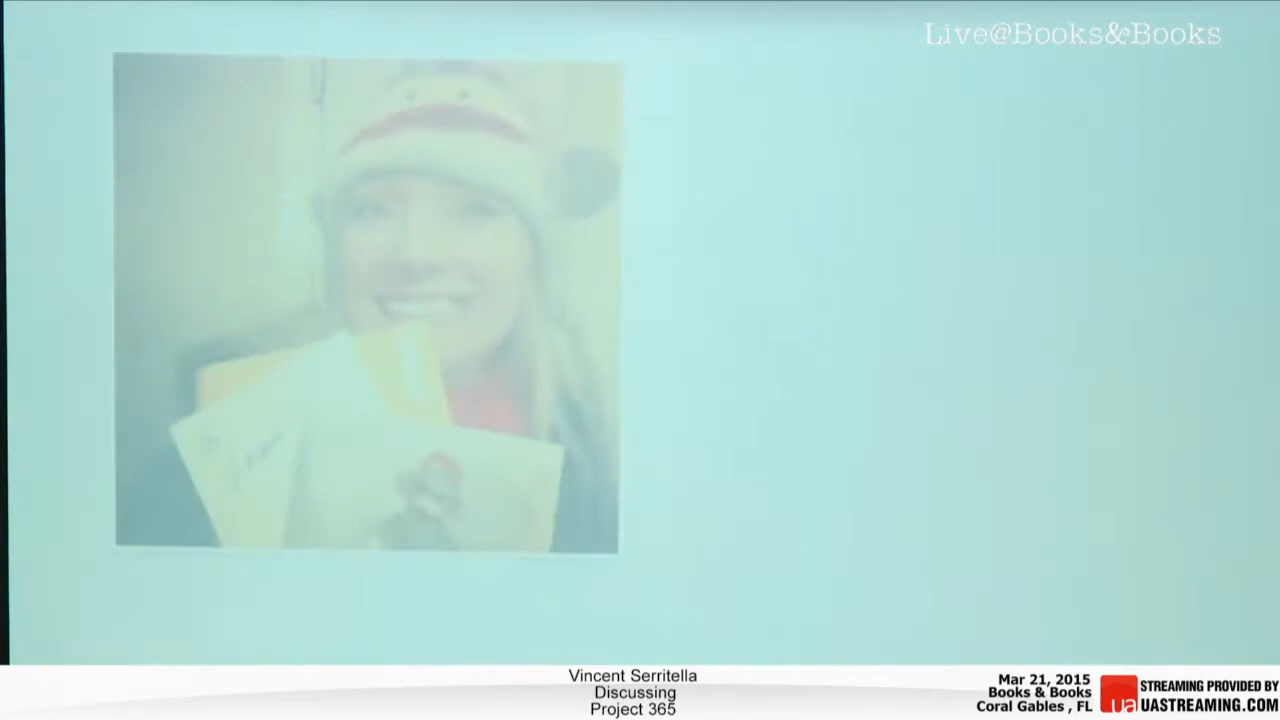 Live@Books&Books
Vincent Serritella
Discussing
Project 365
Mar 21, 2015
Books & Books
Coral Gables , FL
ua
STREAMING PROVIDED BY
UASTREAMING.COM